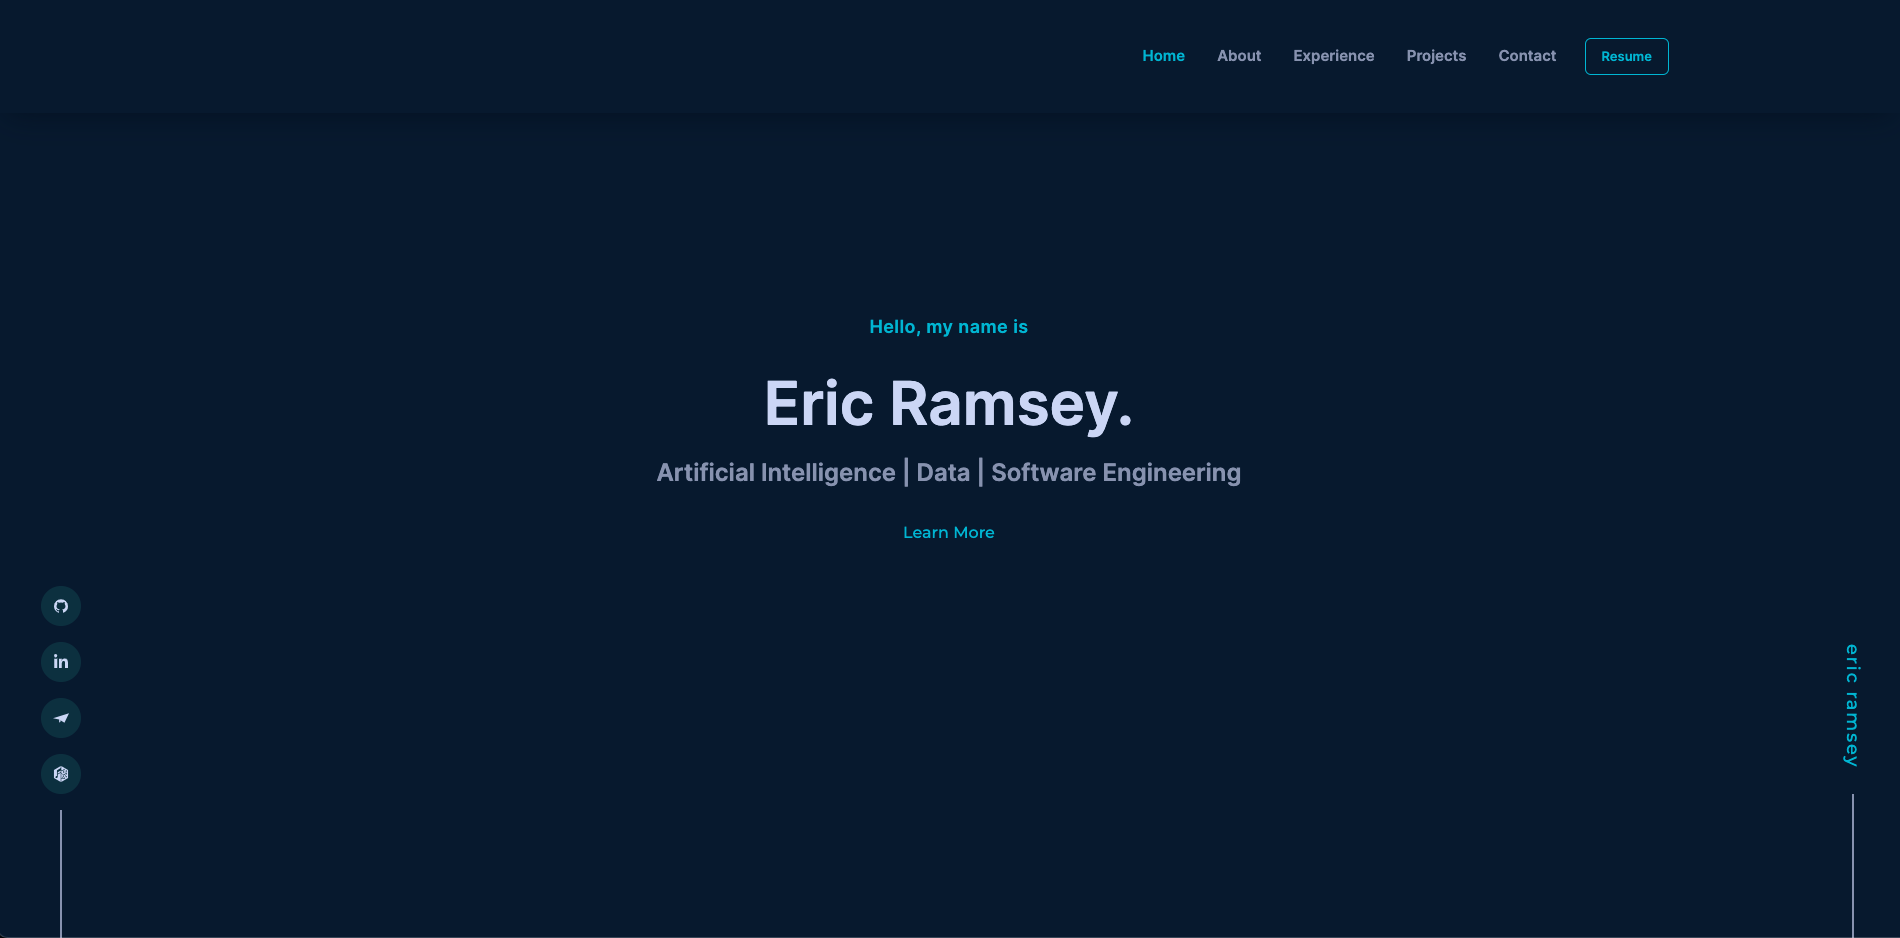 Home About Experience Projects Contact Resume
Hello, my name is
Eric Ramsey.
Artificial Intelligence | Data | Software Engineering
Learn More
in
eric ramsey